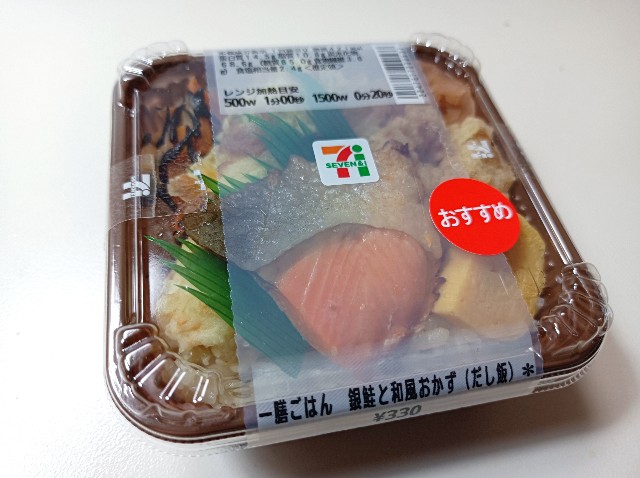 レンジ加熱目安
500W 1分00秒 1500W 0分20秒
SEVEN&i
おすすめ
一膳ごはん 銀鮭と和風おかず(だし飯)*
¥330